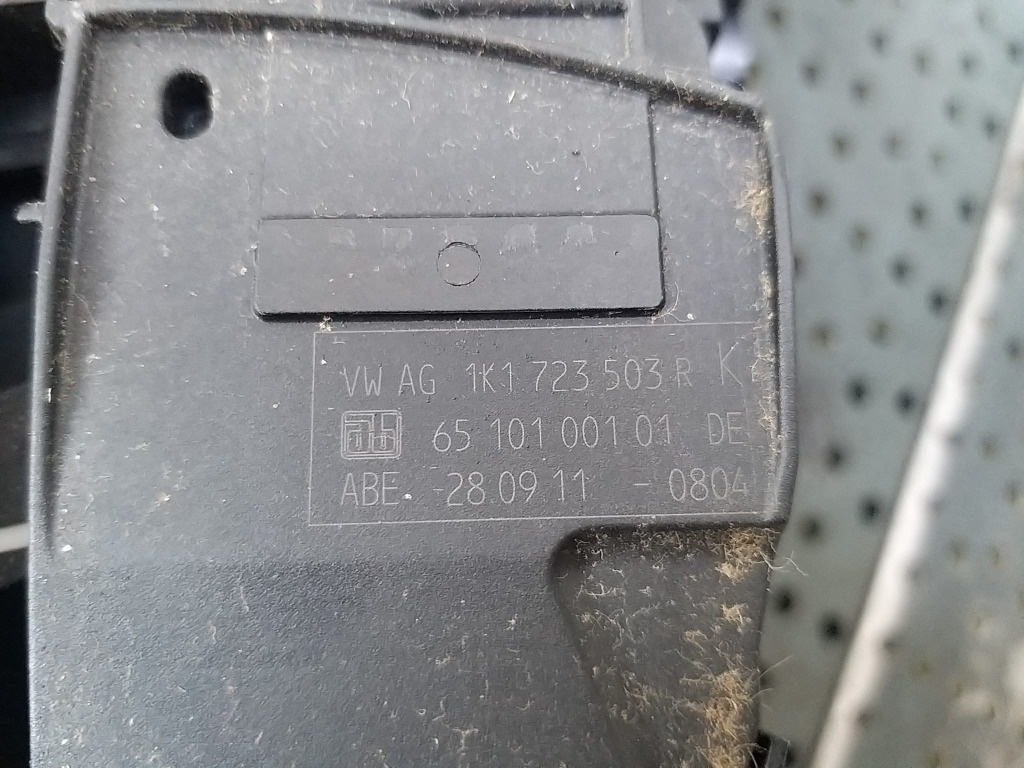 VW AG 1K1 723 503 R K
65 101 001 01 DE
ABE -28 09 11 - 0804